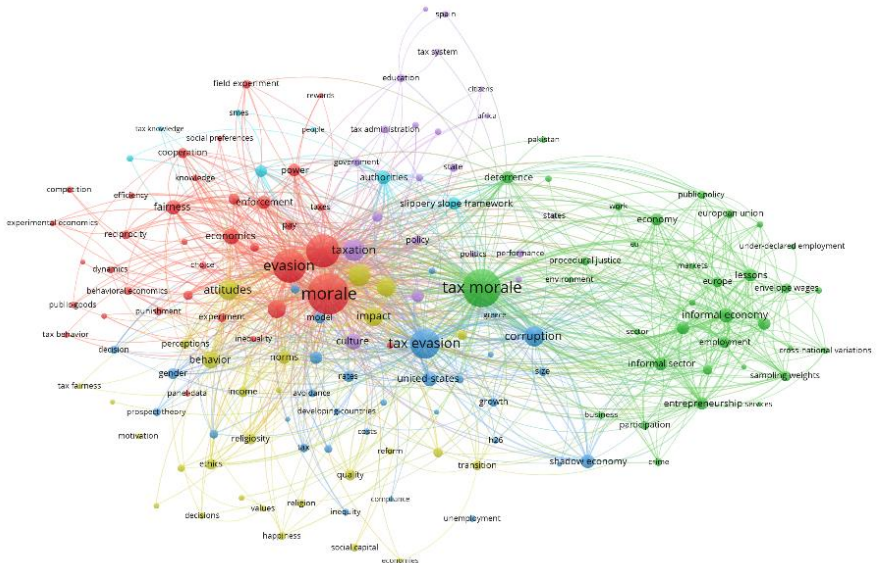 spain
tax system
education
field experiment
rewards
citizens
smes
africa
tax knowledge
people
tax administration
social preferences
pakistan
cooperation
government
state
knowledge
power
authorities
deterrence
efficiency
public policy
fairness
enforcement
taxes
slippery slope framework
work
experimental economics
states
economy
european union
reciprocity
economics
pay
taxation
policy
eu
under-declared employment
choice
politics
performance
procedural justice
markets
dynamics
evasion
behavioral economics
attitudes
morale
tax morale
environment
europe
lessons
envelope wages
public goods
punishment
experiment
model
impact
greece
informal economy
tax behavior
inequality
sector
decision
perceptions
culture
tax evasion
corruption
employment
cross national variations
behavior
norms
informal sector
gender
rates
united states
size
sampling weights
tax fairness
panel data
income
avoidance
prospect theory
developing countries
growth
entrepreneurship
services
business
motivation
religiosity
costs
h26
participation
tax
reform
ethics
quality
transition
shadow economy
crime
values
religion
compliance
decisions
inequity
unemployment
happiness
social capital
economies